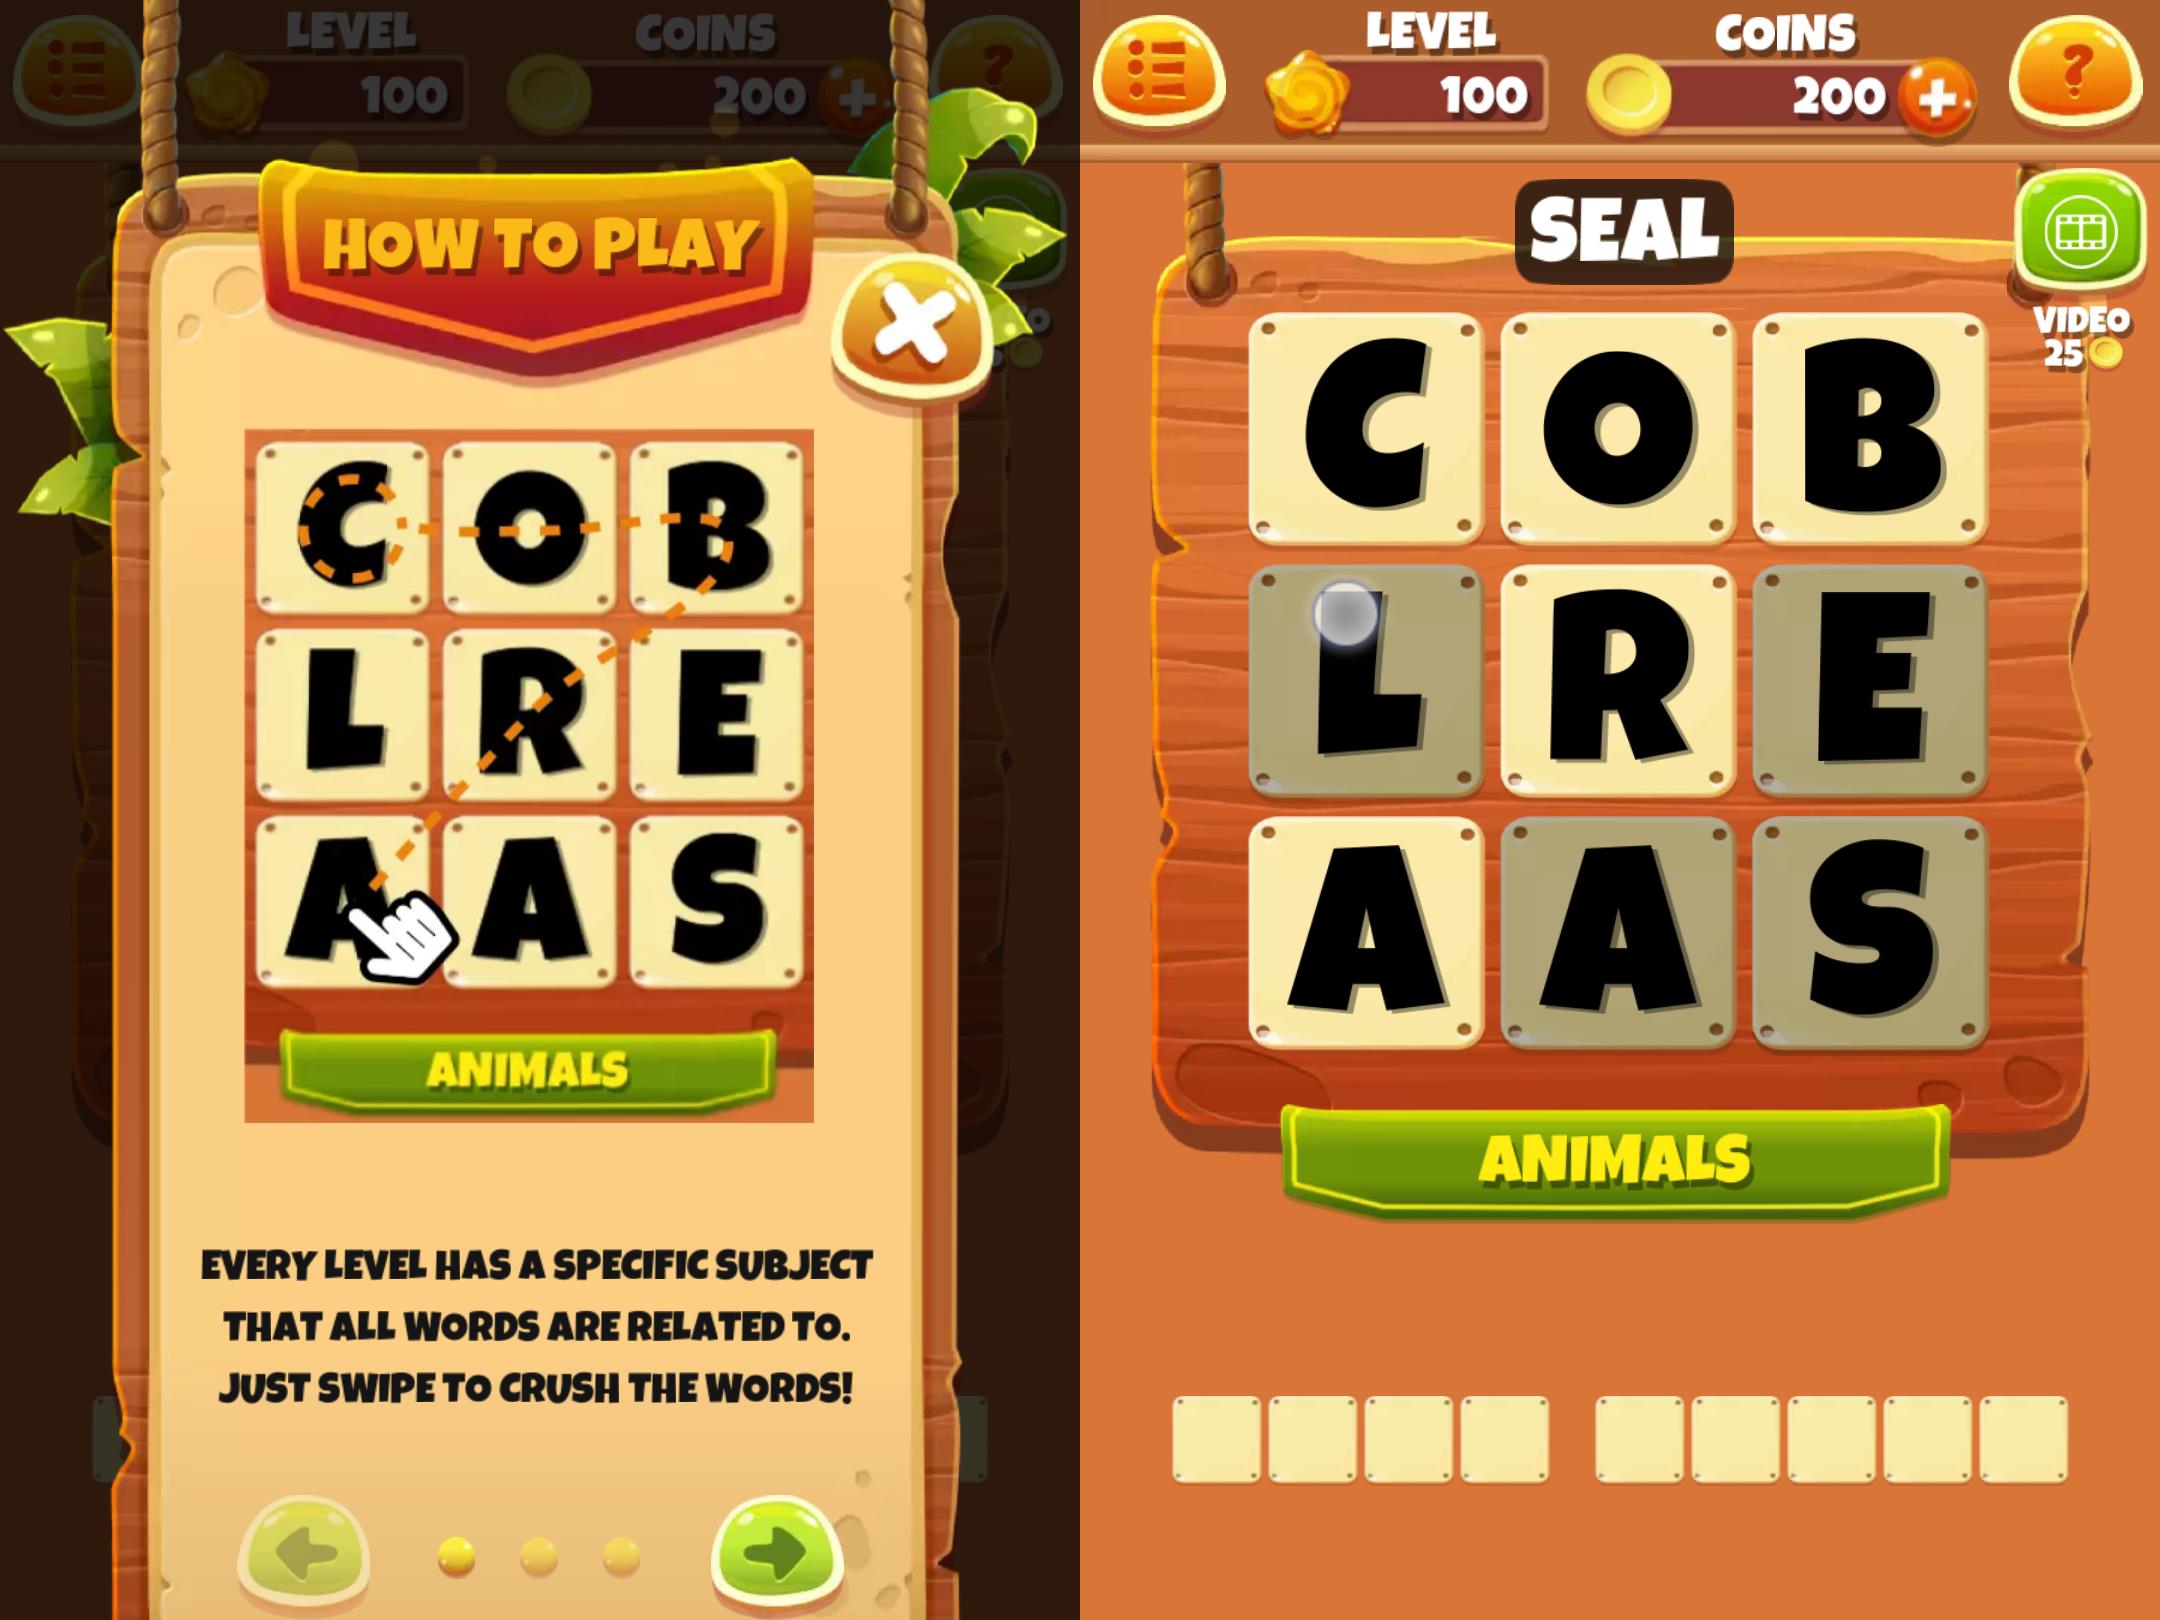 LEVEL
100
COINS
200
?
HOW TO PLAY
C O B
L R E
A A S
ANIMALS
EVERY LEVEL HAS A SPECIFIC SUBJECT
THAT ALL WORDS ARE RELATED TO.
JUST SWIPE TO CRUSH THE WORDS!
LEVEL
100
COINS
200
?
SEAL
VIDEO
25
C O B
L R E
A A S
ANIMALS